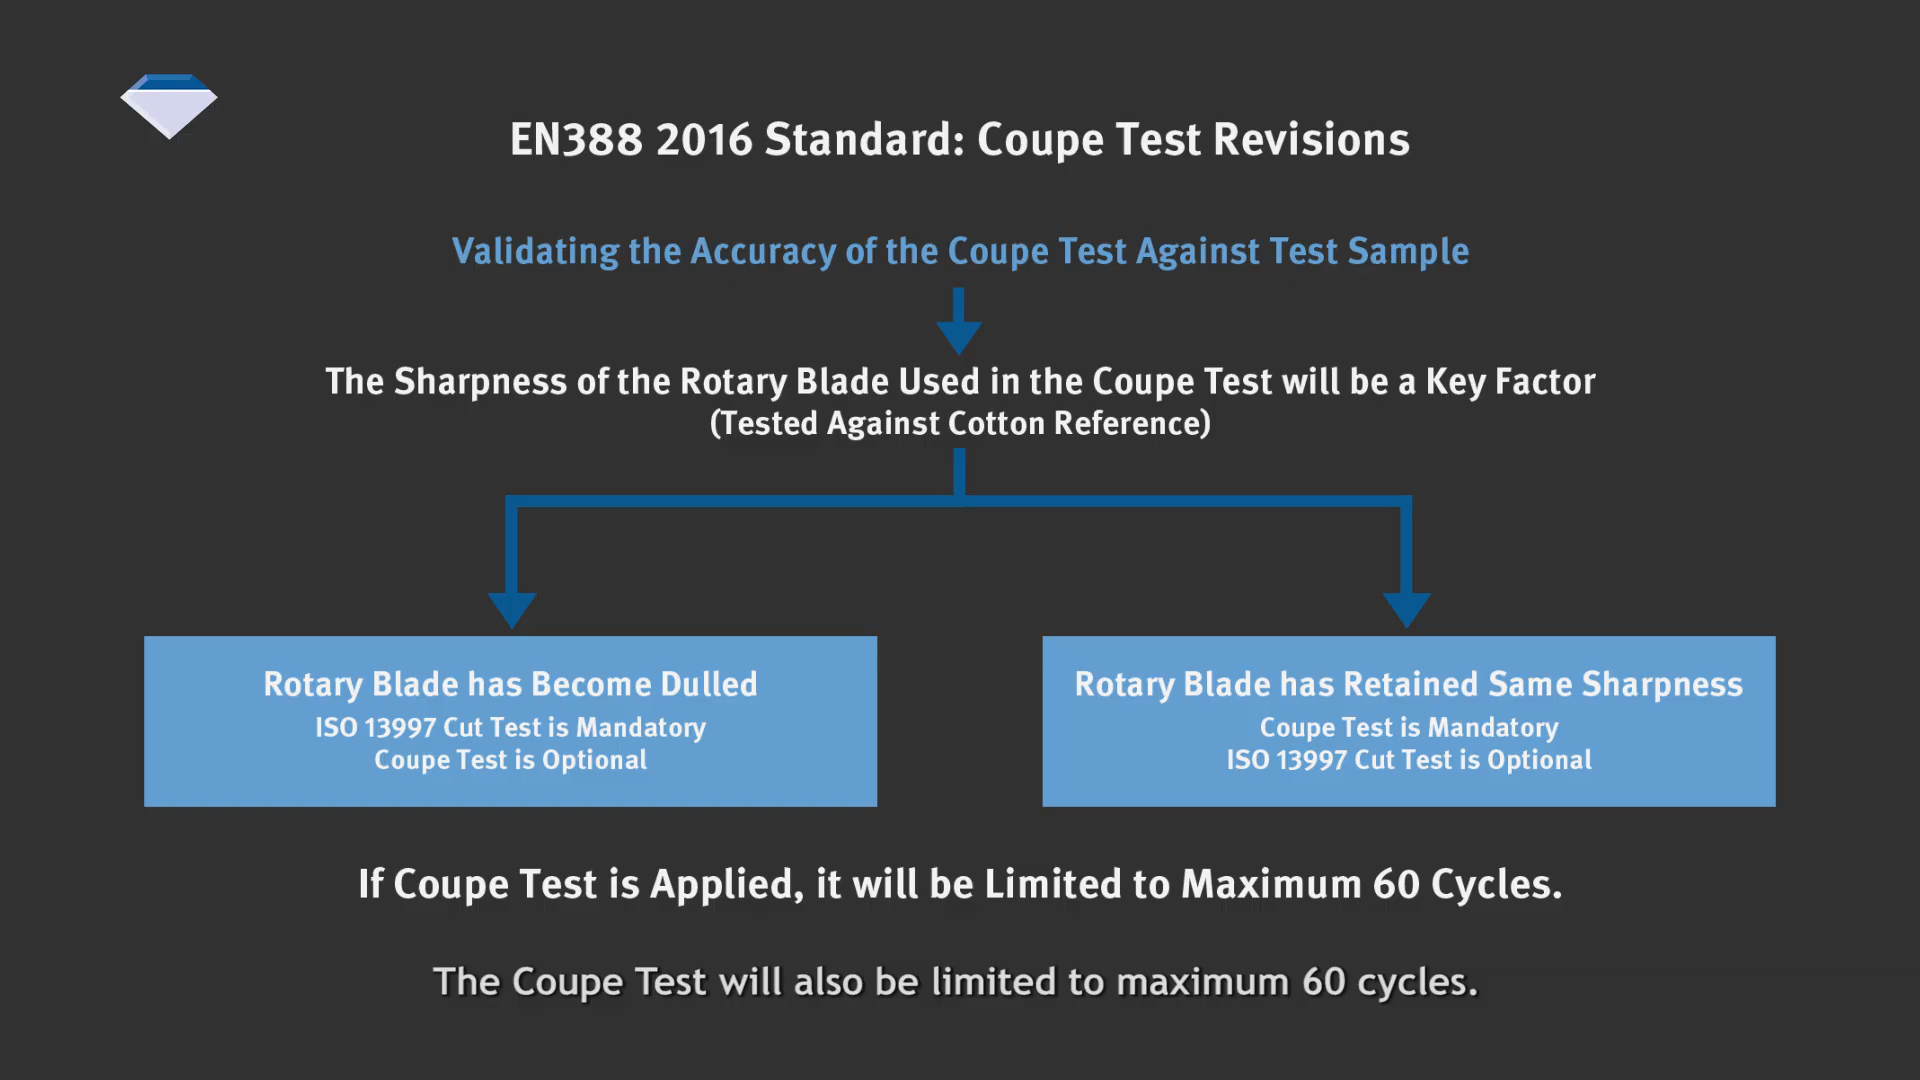 EN388 2016 Standard: Coupe Test Revisions
Validating the Accuracy of the Coupe Test Against Test Sample
The Sharpness of the Rotary Blade Used in the Coupe Test will be a Key Factor
(Tested Against Cotton Reference)
Rotary Blade has Become Dulled
ISO 13997 Cut Test is Mandatory
Coupe Test is Optional
Rotary Blade has Retained Same Sharpness
Coupe Test is Mandatory
ISO 13997 Cut Test is Optional
If Coupe Test is Applied, it will be Limited to Maximum 60 Cycles.
The Coupe Test will also be limited to maximum 60 cycles.